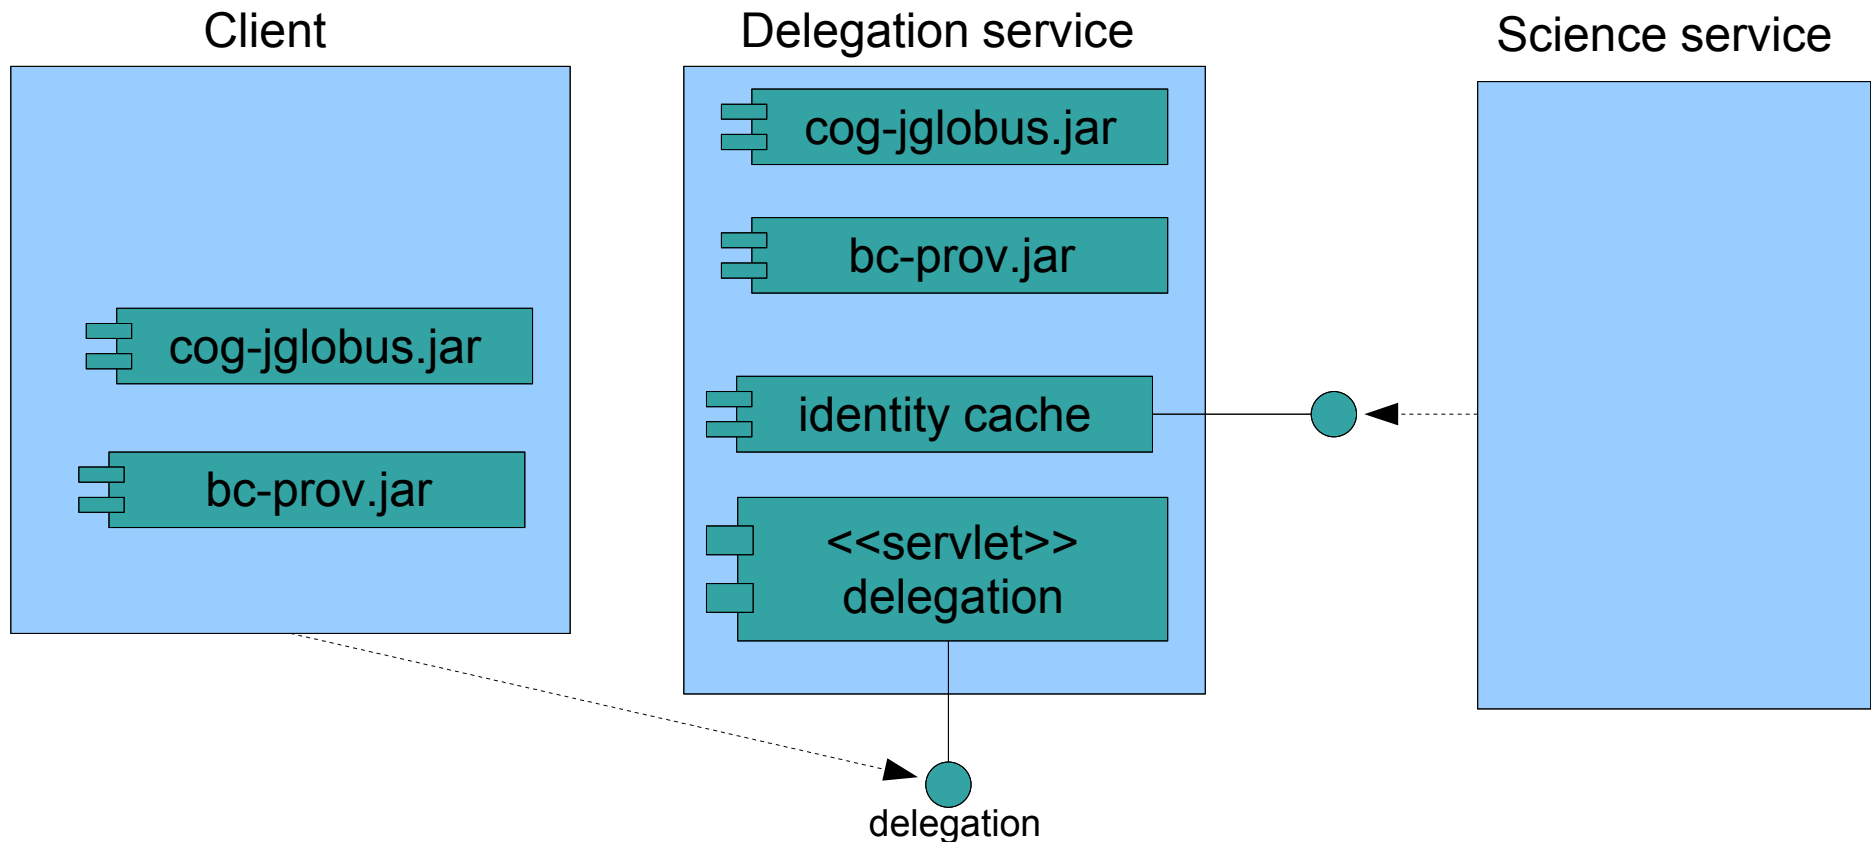 Client
Delegation service
Science service
cog-jglobus.jar
bc-prov.jar
cog-jglobus.jar
bc-prov.jar
identity cache
<<servlet>>
delegation
delegation